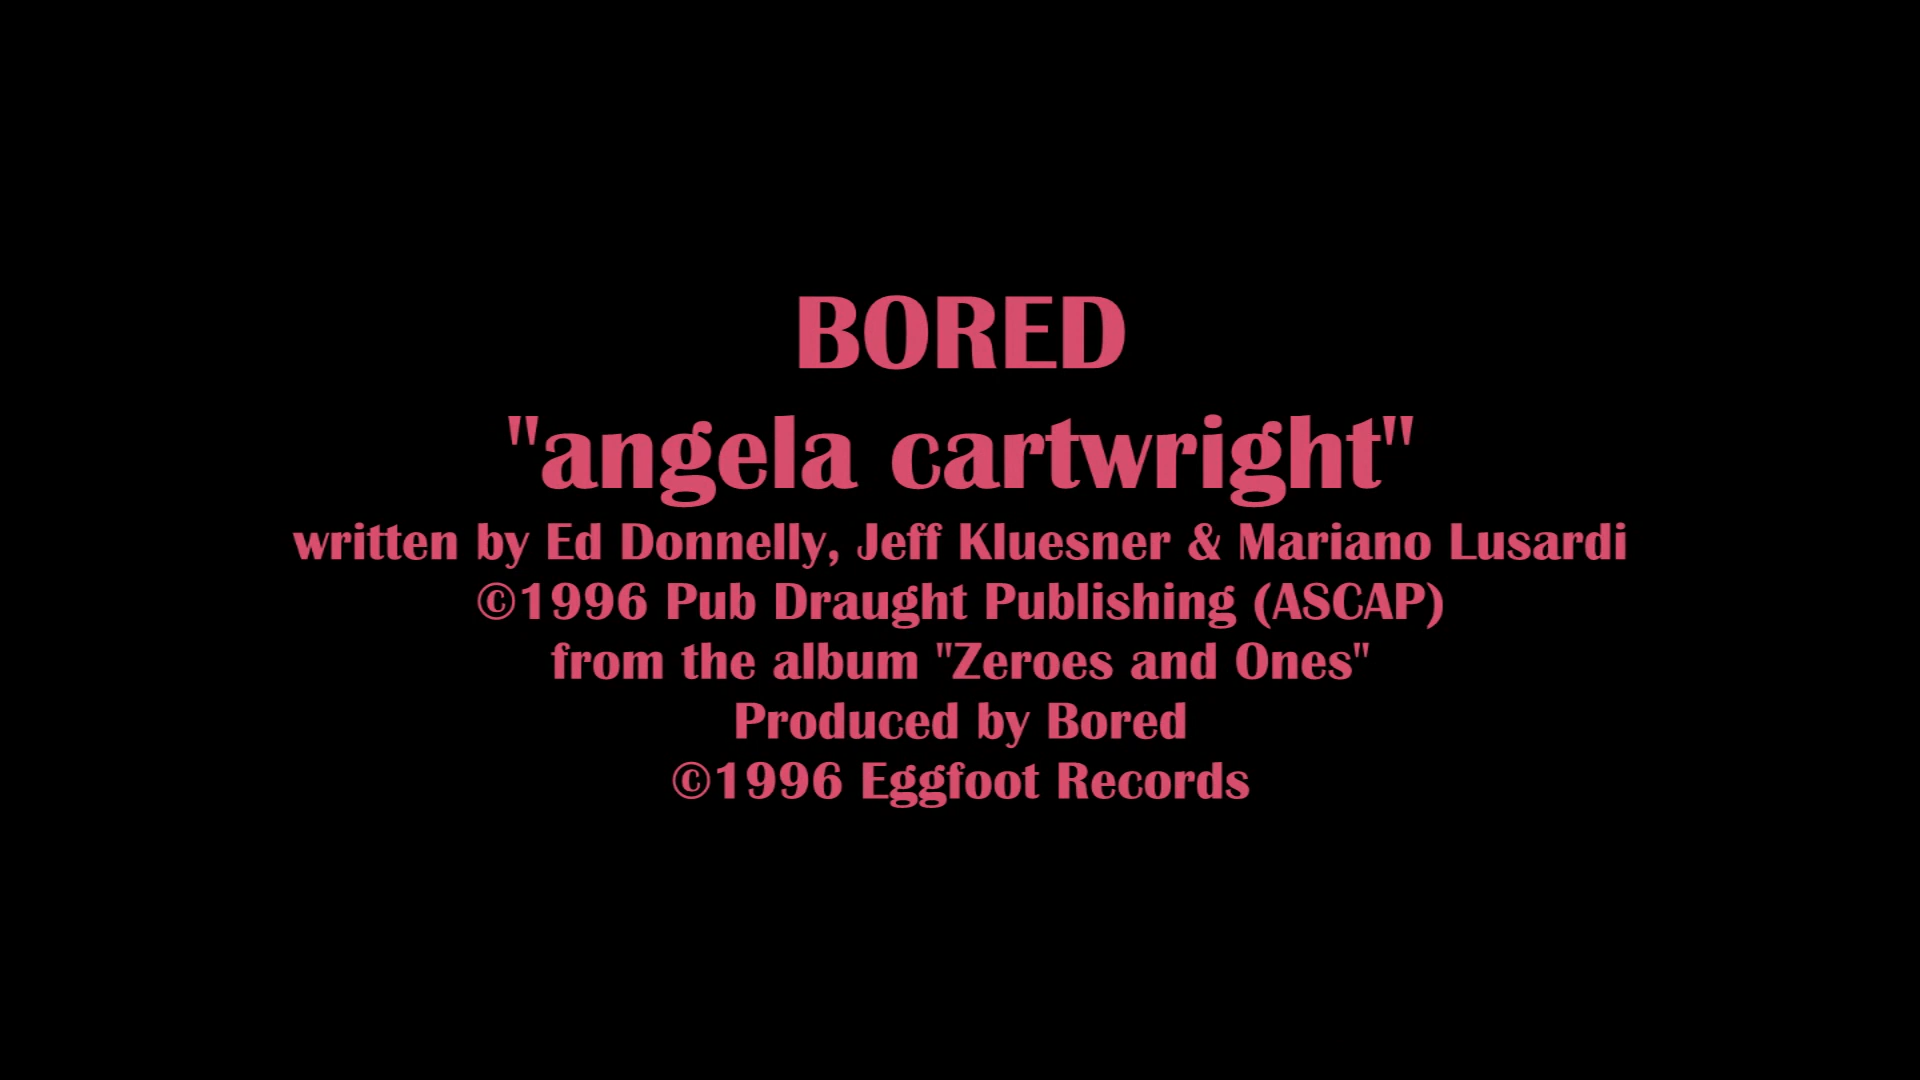 BORED
"angela cartwright"
written by Ed Donnelly, Jeff Kluesner & Mariano Lusardi
©1996 Pub Draught Publishing (ASCAP)
from the album "Zeroes and Ones"
Produced by Bored
©1996 Eggfoot Records